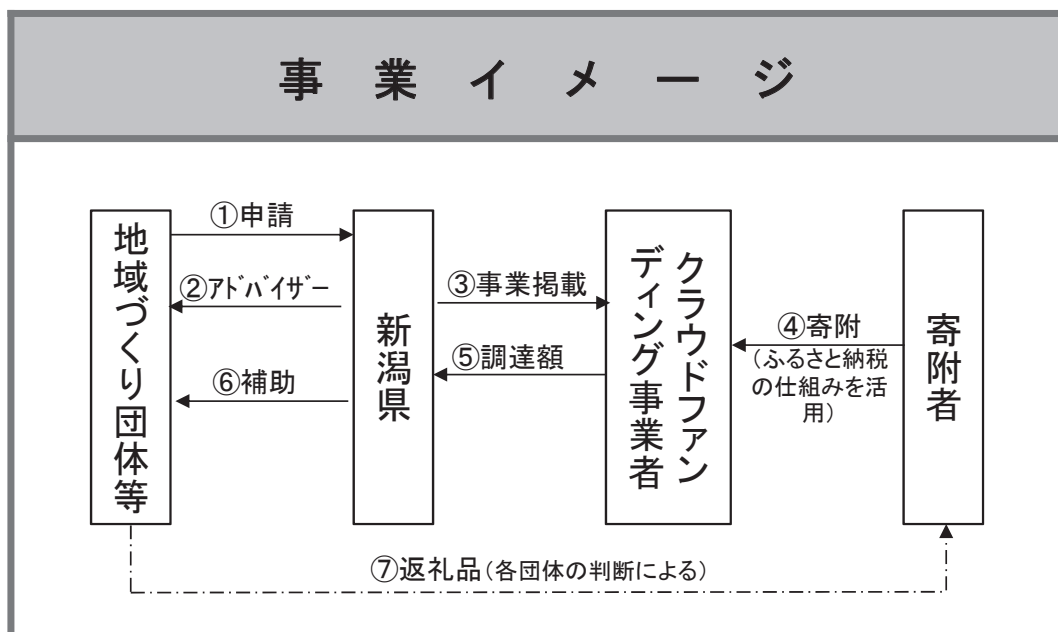 事業イメージ
地域づくり団体等
①申請
②ｱﾄﾞﾊﾞｲｻﾞｰ
⑥補助
新潟県
③事業掲載
⑤調達額
クラウドファン
ディング事業者
④寄附
(ふるさと納税
の仕組みを活
用)
寄附者
⑦返礼品(各団体の判断による)